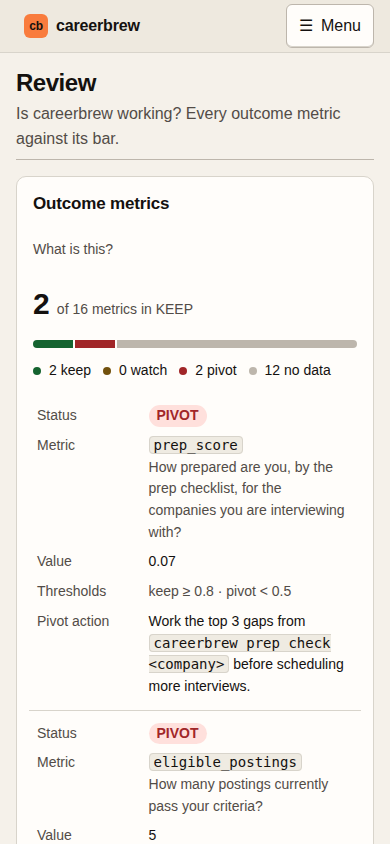 cb careerbrew ☰ Menu
Review
Is careerbrew working? Every outcome metric
against its bar.
Outcome metrics
What is this?
2 of 16 metrics in KEEP
2 keep 0 watch 2 pivot 12 no data
Status PIVOT
Metric prep_score
How prepared are you, by the
prep checklist, for the
companies you are interviewing
with?
Value 0.07
Thresholds keep ≥ 0.8 · pivot < 0.5
Pivot action Work the top 3 gaps from
careerbrew prep check
<company> before scheduling
more interviews.
Status PIVOT
Metric eligible_postings
How many postings currently
pass your criteria?
Value 5